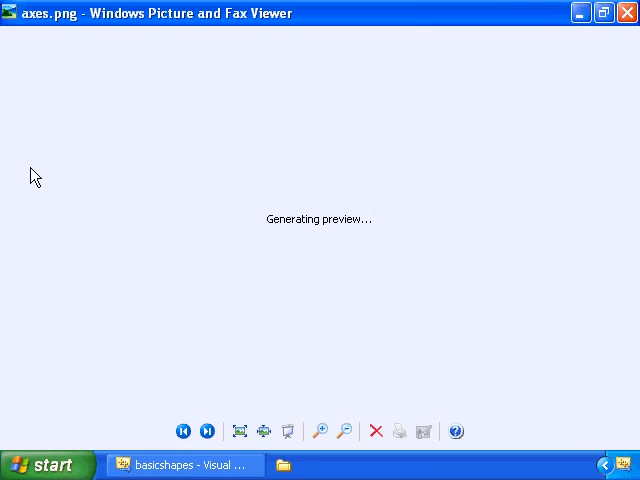 axes.png - Windows Picture and Fax Viewer
Generating preview...
start
basicshapes - Visual ...